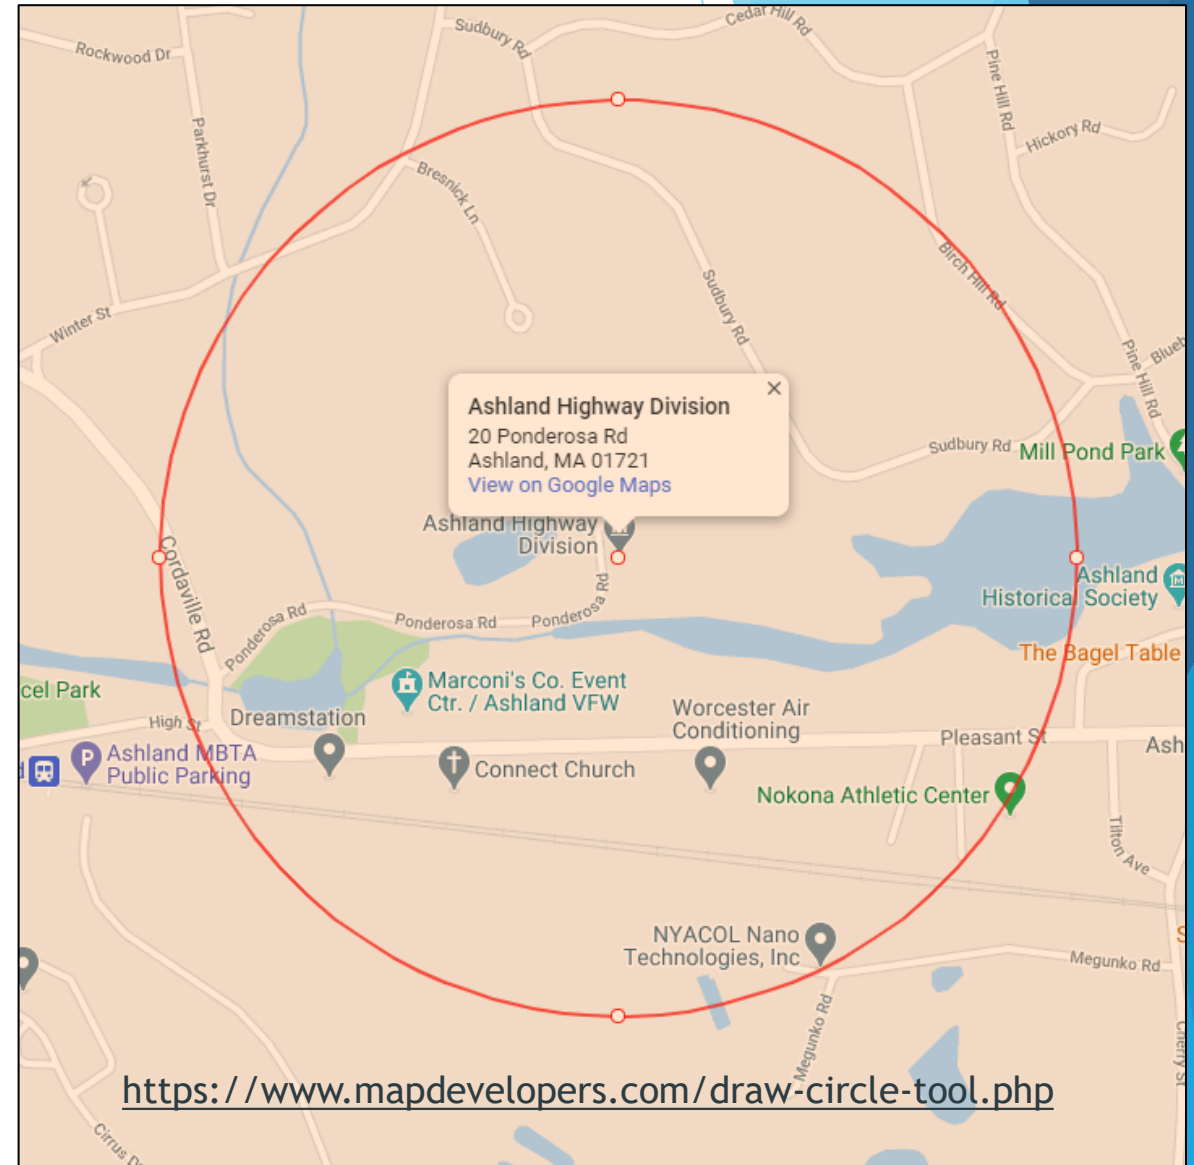 Cedar Hill Rd
Sudbury Rd
Rockwood Dr
Pine Hill Rd
Hickory Rd
Parkhurst Dr
Bresnick Ln
Birch Hill Rd
Sudbury Rd
Winter St
Pine Hill Rd
Ashland Highway Division
20 Ponderosa Rd
Ashland, MA 01721
View on Google Maps
Sudbury Rd
Mill Pond Park
Ashland Highway
Division
Cordaville Rd
Ashland
Historical Society
Ponderosa Rd
Ponderosa Rd
Ponderosa Rd
The Bagel Table
cel Park
Marconi's Co. Event
Ctr. / Ashland VFW
High St
Dreamstation
Worcester Air
Conditioning
Pleasant St
Ash
P
Ashland MBTA
Public Parking
Connect Church
Nokona Athletic Center
Tilton Ave
NYACOL Nano
Technologies, Inc
Megunko Rd
Megunko Rd
Cherry St
https://www.mapdevelopers.com/draw-circle-tool.php